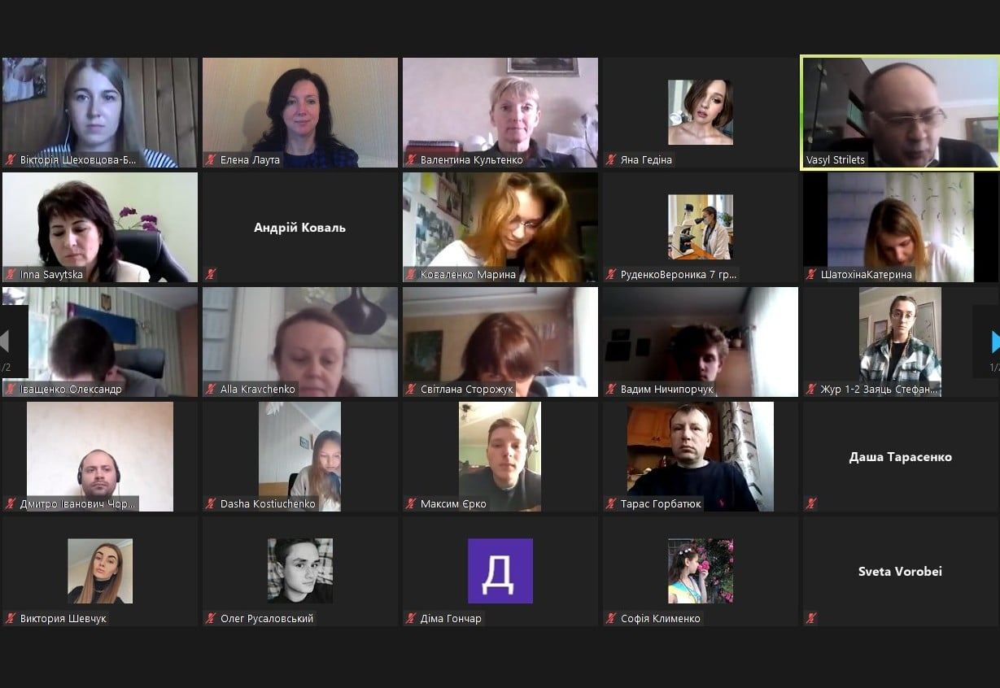 Вікторія Шеховцова-Б...
Елена Лаута
Валентина Культенко
Яна Гедіна
Vasyl Strilets
Inna Savytska
Андрій Коваль
Коваленко Марина
РуденкоВероника 7 гр...
ШатохінаКатерина
1/2
Іващенко Олександр
Alla Kravchenko
Світлана Сторожук
Вадим Ничипорчук
Жур 1-2 Заяць Стефан...
Дмитро Іванович Чор...
Dasha Kostiuchenko
Максим Єрко
Тарас Горбатюк
Даша Тарасенко
Виктория Шевчук
Олег Русаловський
Д
Діма Гончар
Софія Клименко
Sveta Vorobei